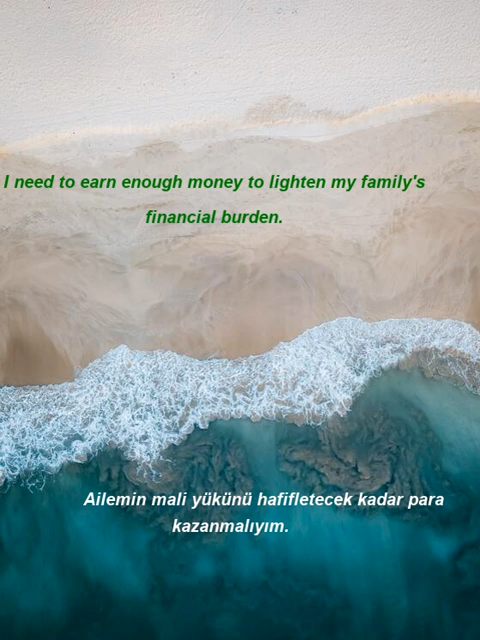 I need to earn enough money to lighten my family's
financial burden.
Ailemin mali yükünü hafifletecek kadar para
kazanmalıyım.